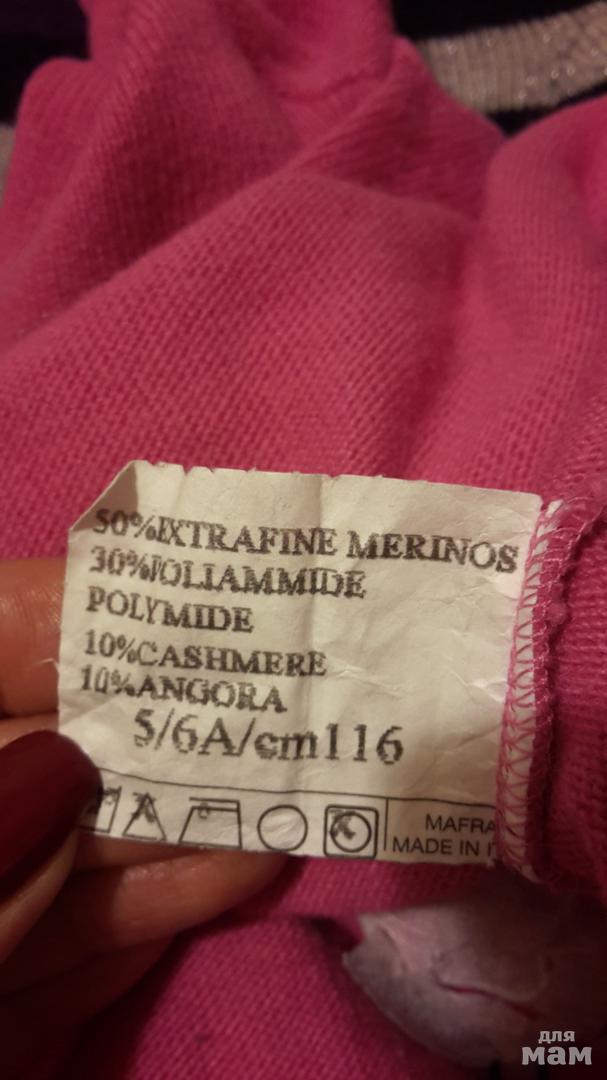 50%EXTRAFINE MERINOS
30%POLIAMMIDE
POLYMIDE
10%CASHMERE
10%ANGORA
5/6A/cm116
MAFRA
MADE IN I
для
мам